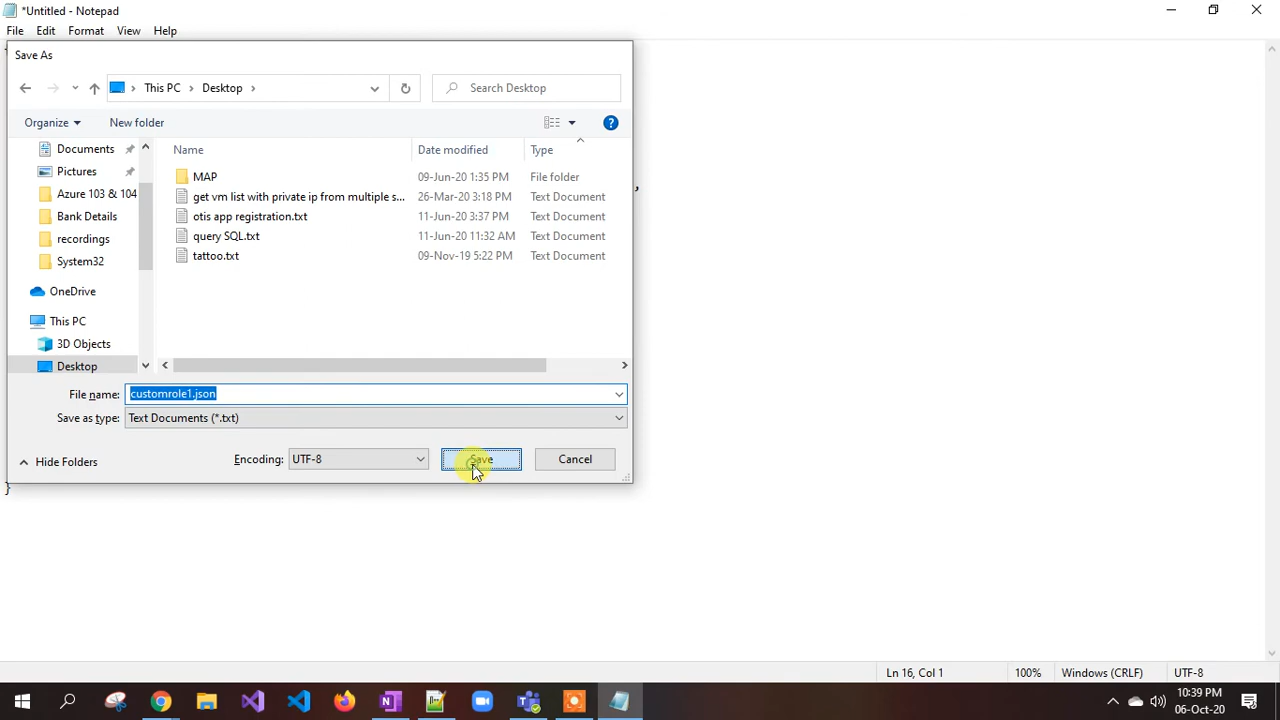 *Untitled - Notepad
File Edit Format View Help
Save As
This PC Desktop
Search Desktop
Organize New folder
Name Date modified Type
Documents
Pictures
Azure 103 & 104
Bank Details
recordings
System32
OneDrive
This PC
3D Objects
Desktop
MAP 09-Jun-20 1:35 PM File folder
get vm list with private ip from multiple s... 26-Mar-20 3:18 PM Text Document
otis app registration.txt 11-Jun-20 3:37 PM Text Document
query SQL.txt 11-Jun-20 11:32 AM Text Document
tattoo.txt 09-Nov-19 5:22 PM Text Document
,
File name: customrole1.json
Save as type: Text Documents (*.txt)
Hide Folders Encoding: UTF-8 Save Cancel
}
Ln 16, Col 1 100% Windows (CRLF) UTF-8
10:39 PM
06-Oct-20